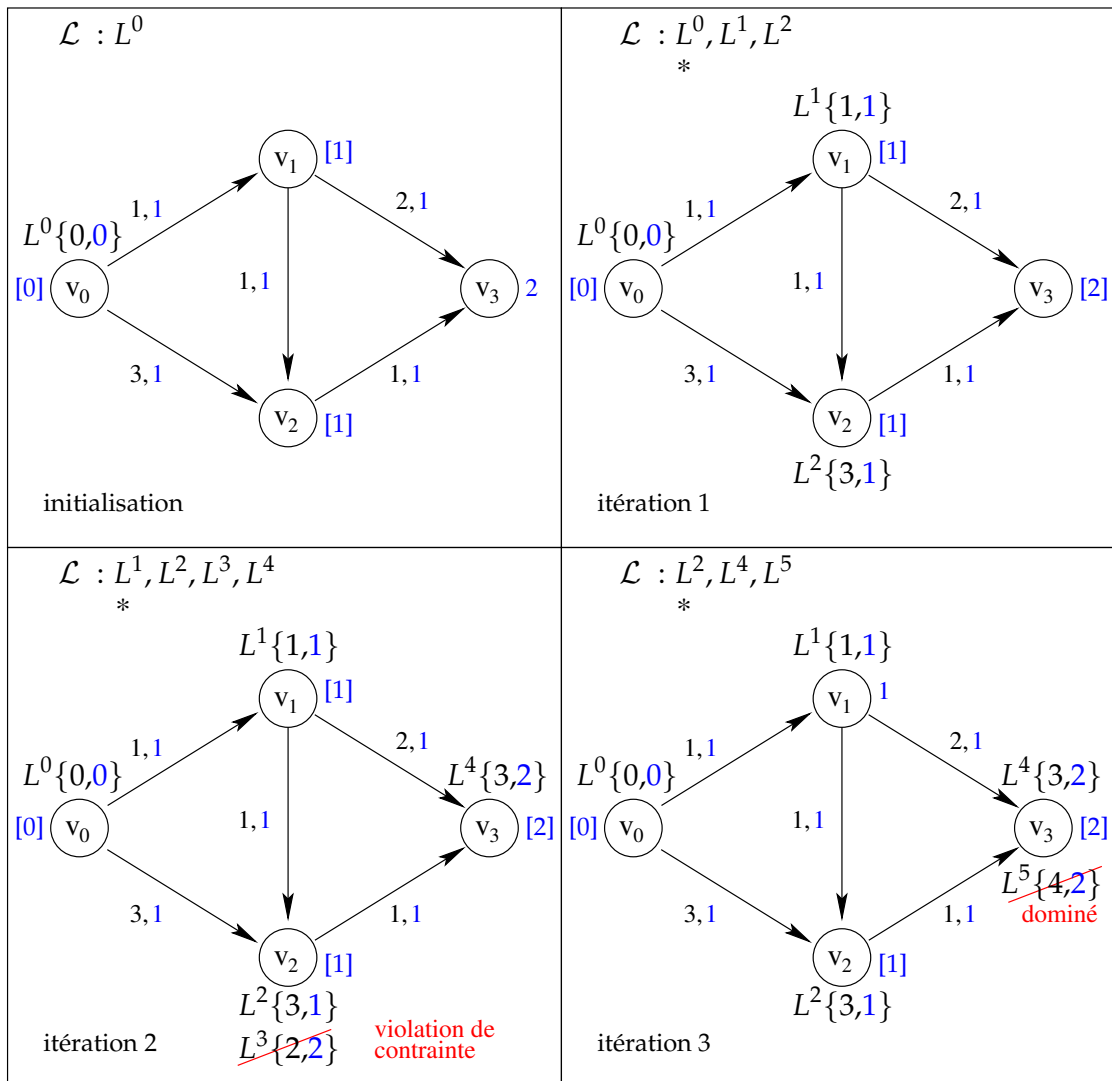 ℒ : L⁰
v₁ [1]
1,1
2,1
L⁰{0,0}
[0] v₀
1,1
v₃ 2
3,1
1,1
v₂ [1]
initialisation
ℒ : L⁰, L¹, L²
*
L¹{1,1}
v₁ [1]
1,1
2,1
L⁰{0,0}
[0] v₀
1,1
v₃ [2]
3,1
1,1
v₂ [1]
L²{3,1}
itération 1
ℒ : L¹, L², L³, L⁴
*
L¹{1,1}
v₁ [1]
1,1
2,1
L⁰{0,0}
L⁴{3,2}
[0] v₀
1,1
v₃ [2]
3,1
1,1
v₂ [1]
L²{3,1}
L³{2,2}
violation de
contrainte
itération 2
ℒ : L², L⁴, L⁵
*
L¹{1,1}
v₁ 1
1,1
2,1
L⁰{0,0}
L⁴{3,2}
[0] v₀
1,1
v₃ [2]
L⁵{4,2}
dominé
3,1
1,1
v₂ [1]
L²{3,1}
itération 3